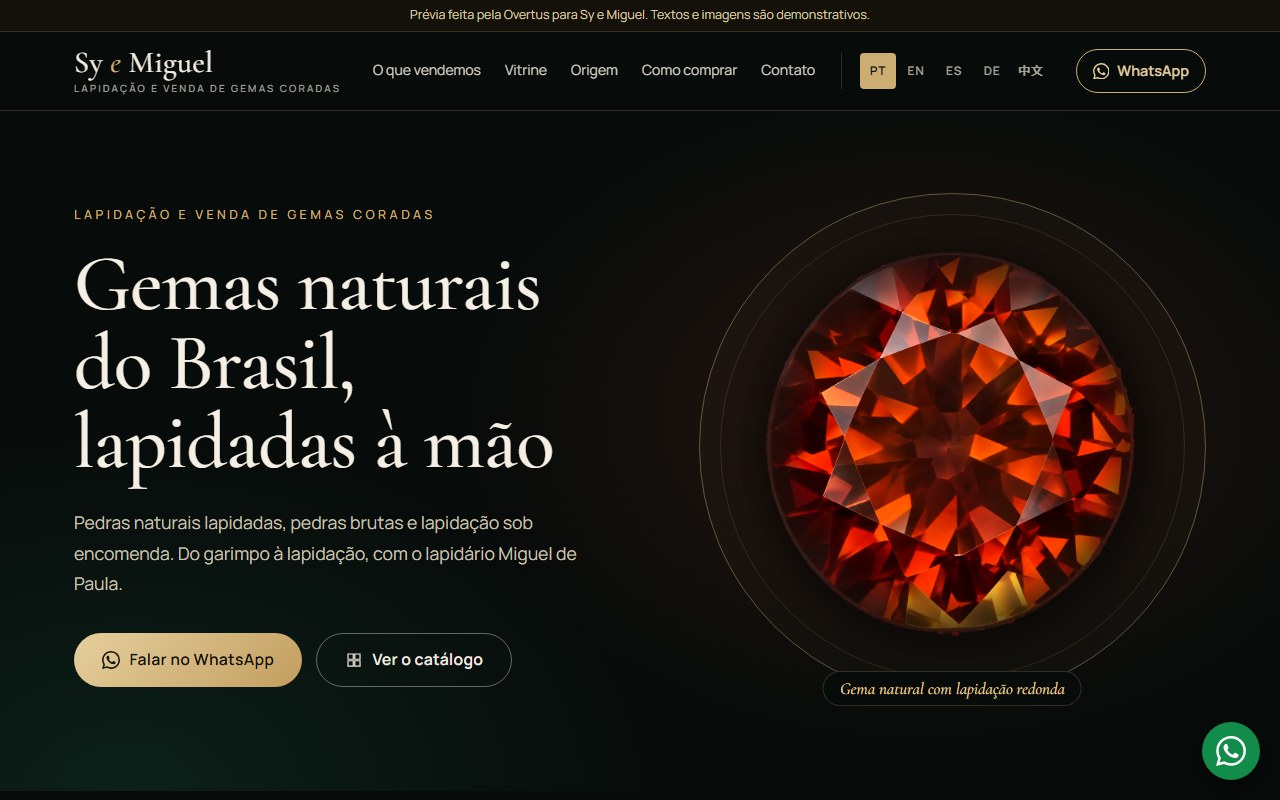 Prévia feita pela Overtus para Sy e Miguel. Textos e imagens são demonstrativos.
Sy e Miguel
LAPIDAÇÃO E VENDA DE GEMAS CORADAS
O que vendemos
Vitrine
Origem
Como comprar
Contato
PT
EN
ES
DE
中文
WhatsApp
LAPIDAÇÃO E VENDA DE GEMAS CORADAS
Gemas naturais
do Brasil,
lapidadas à mão
Pedras naturais lapidadas, pedras brutas e lapidação sob
encomenda. Do garimpo à lapidação, com o lapidário Miguel de
Paula.
Falar no WhatsApp
Ver o catálogo
Gema natural com lapidação redonda